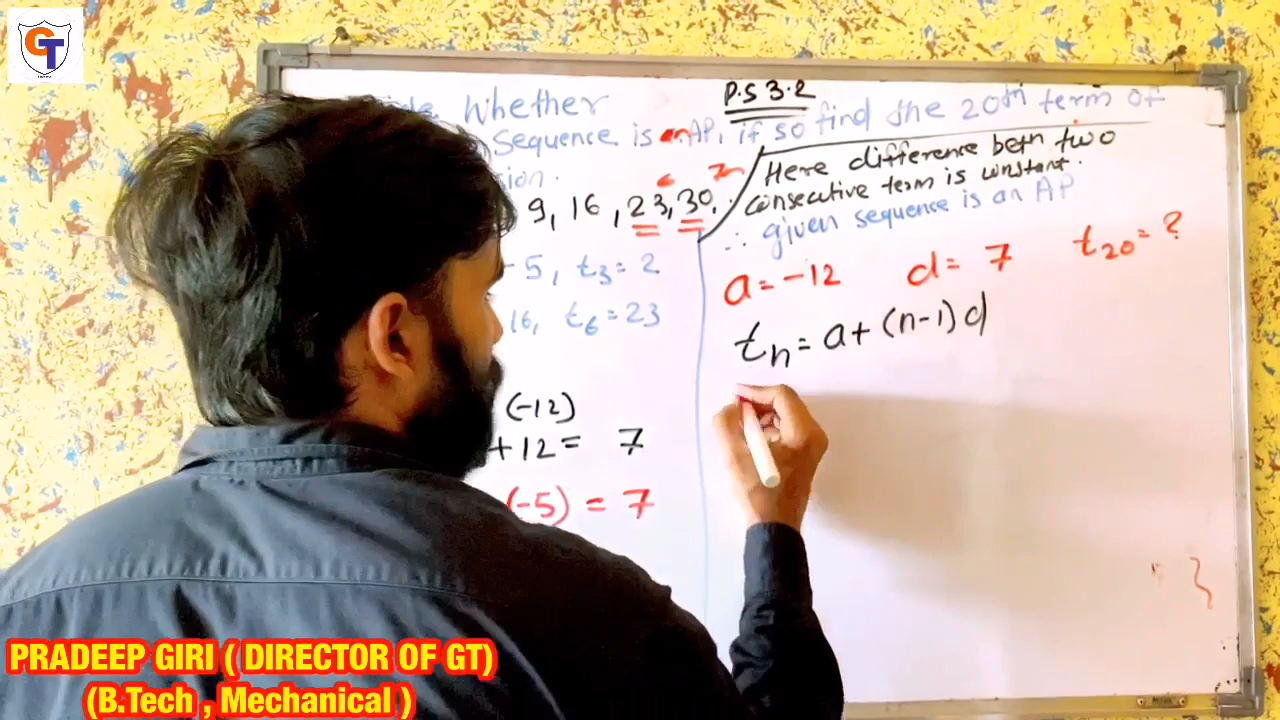 GT
P.S 3.2
Whether
Sequence is an AP, if so find the 20th term of
sion.
9, 16, 23, 30,
Here difference betn two
consecutive term is constant.
∴ given sequence is an AP
-5, t3 = 2
16, t6 = 23
(-12)
+12 = 7
(-5) = 7
a = -12 d = 7 t20 = ?
tn = a + (n-1) d
PRADEEP GIRI ( DIRECTOR OF GT)
(B.Tech , Mechanical )